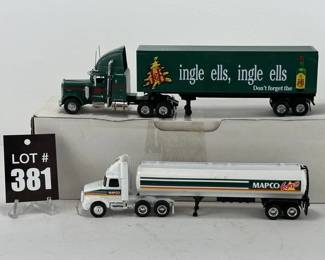 ingle ells, ingle ells
Don't forget the
LOT #
381
MAPCO
MAPCO